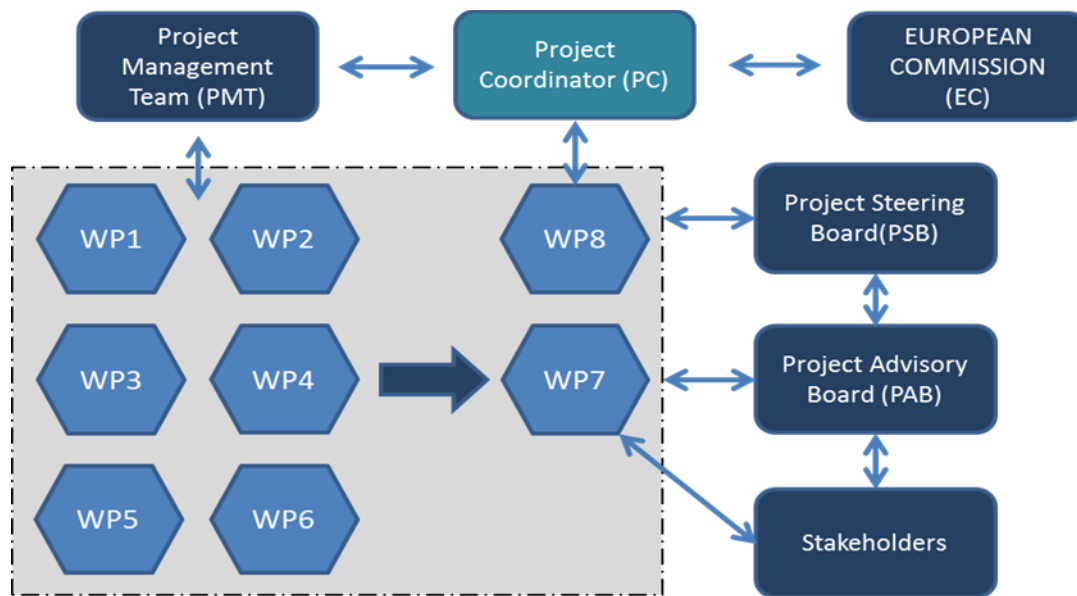 Project
Management
Team (PMT)
Project
Coordinator (PC)
EUROPEAN
COMMISSION
(EC)
WP1
WP2
WP8
Project Steering
Board(PSB)
WP3
WP4
WP7
Project Advisory
Board (PAB)
WP5
WP6
Stakeholders